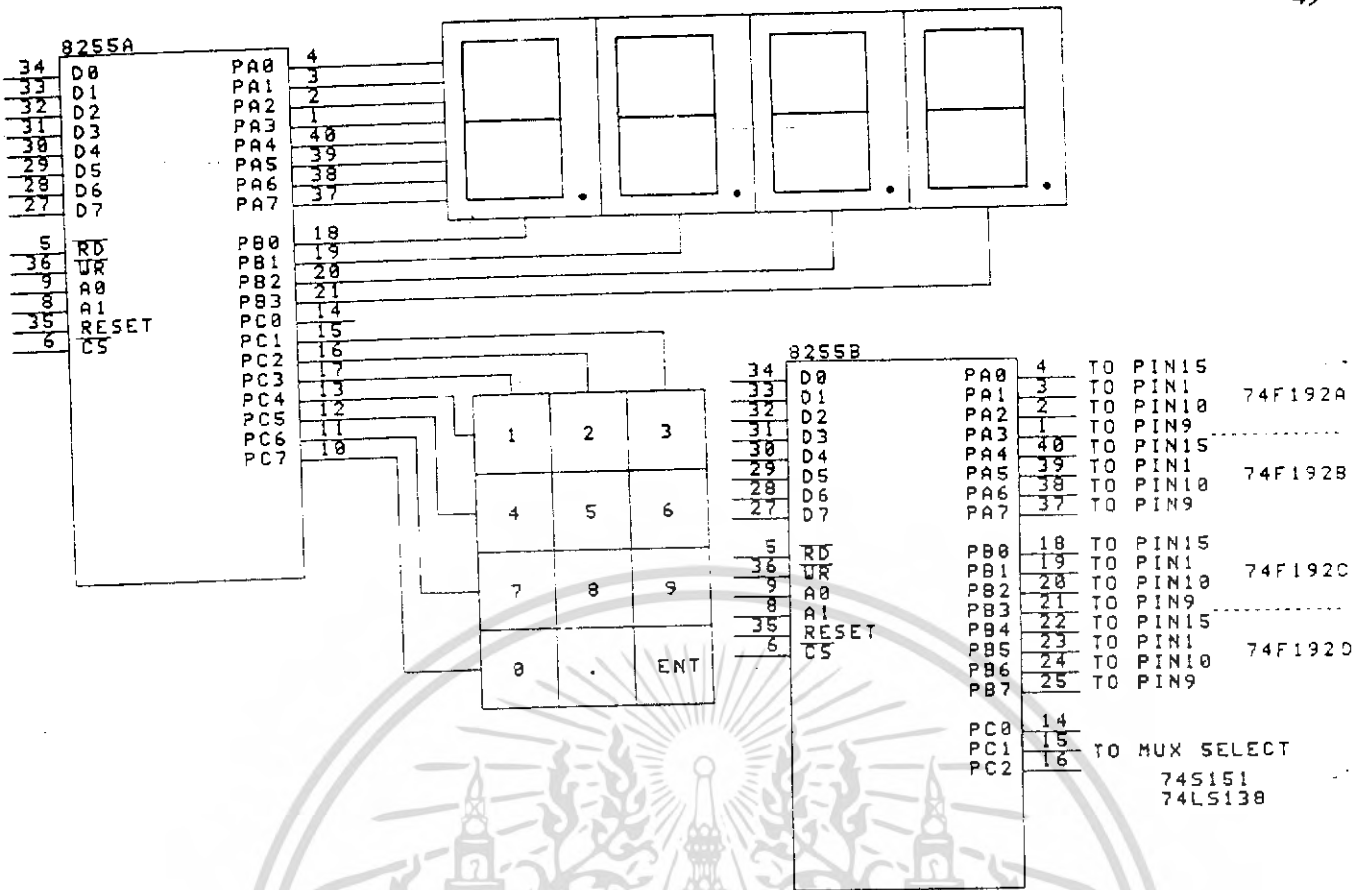 8255A
34 D0 PA0 4
33 D1 PA1 3
32 D2 PA2 2
31 D3 PA3 1
30 D4 PA4 40
29 D5 PA5 39
28 D6 PA6 38
27 D7 PA7 37
5 RD PB0 18
36 WR PB1 19
9 A0 PB2 20
8 A1 PB3 21
35 RESET PC0 14
6 CS PC1 15
PC2 16
PC3 17
PC4 13
PC5 12
PC6 11
PC7 10
1 2 3
4 5 6
7 8 9
0 . ENT
8255B
34 D0 PA0 4 TO PIN15
33 D1 PA1 3 TO PIN1
74F192A
32 D2 PA2 2 TO PIN10
31 D3 PA3 1 TO PIN9
30 D4 PA4 40 TO PIN15
29 D5 PA5 39 TO PIN1
74F192B
28 D6 PA6 38 TO PIN10
27 D7 PA7 37 TO PIN9
5 RD PB0 18 TO PIN15
36 WR PB1 19 TO PIN1
74F192C
9 A0 PB2 20 TO PIN10
8 A1 PB3 21 TO PIN9
35 RESET PB4 22 TO PIN15
6 CS PB5 23 TO PIN1
74F192D
PB6 24 TO PIN10
PB7 25 TO PIN9
PC0 14
PC1 15 TO MUX SELECT
PC2 16
74S151
74LS138